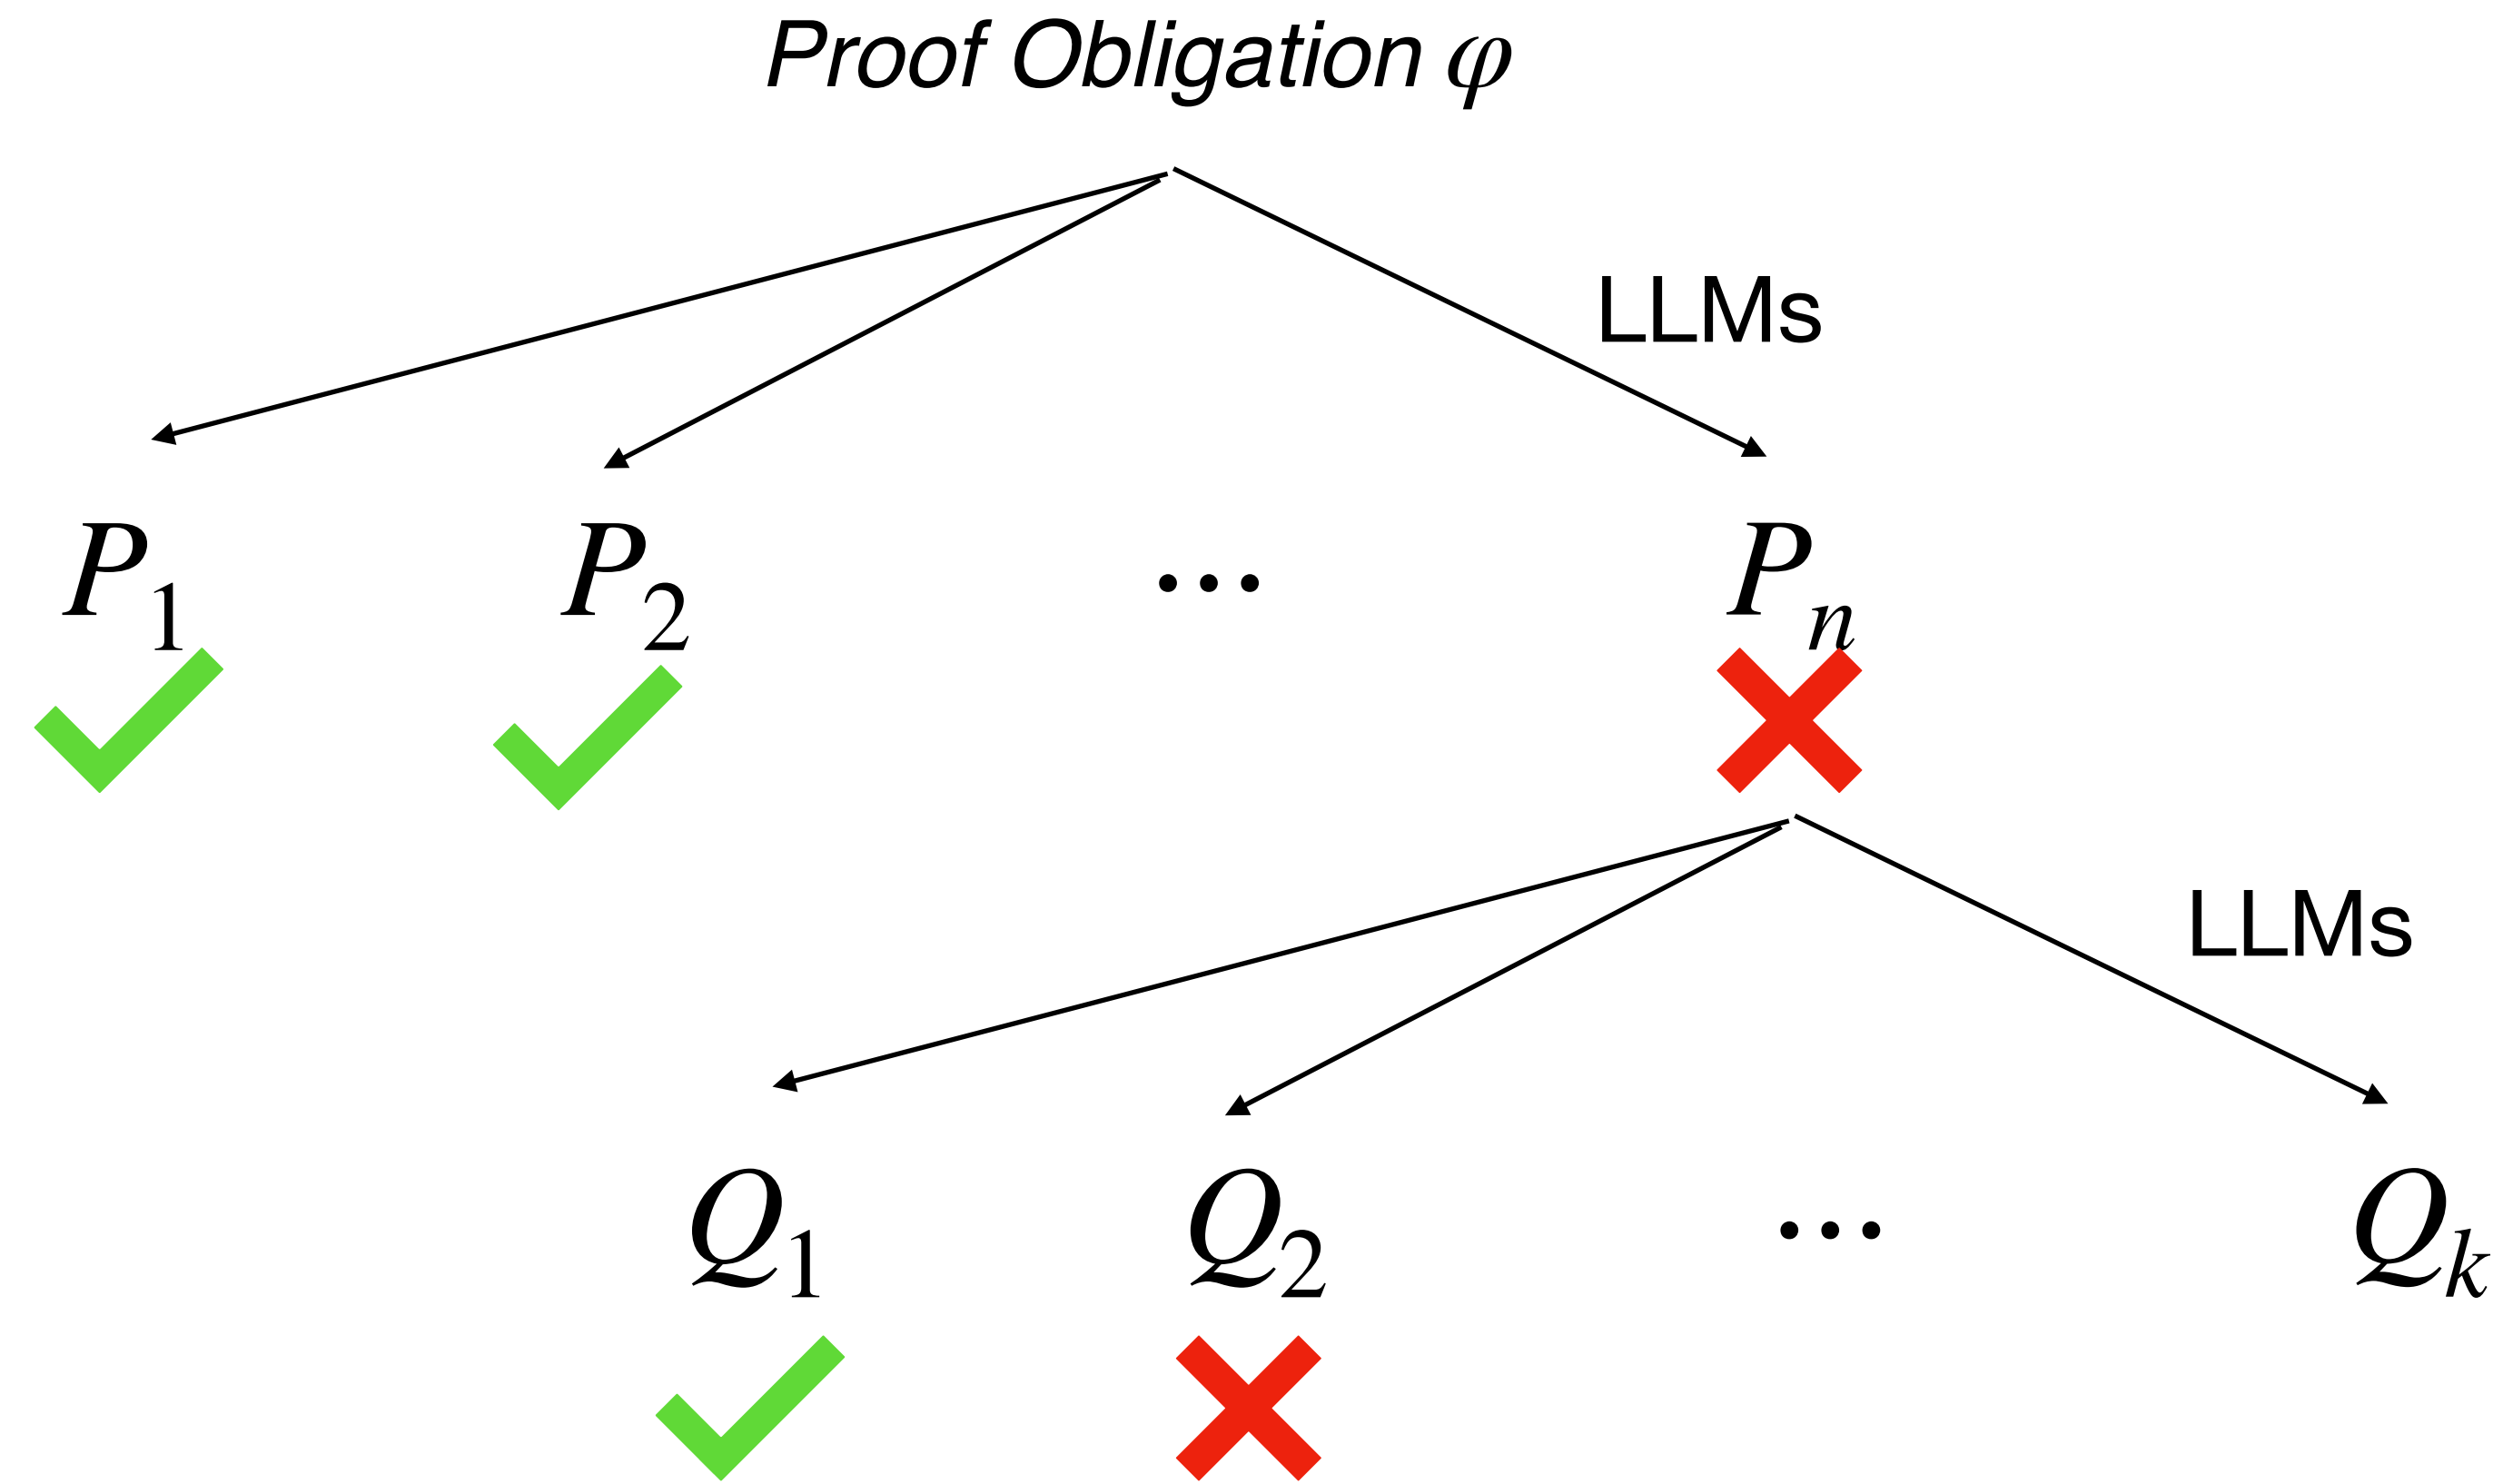 Proof Obligation φ
LLMs
P₁ P₂ ···· Pₙ
LLMs
Q₁ Q₂ ··· Qₖ